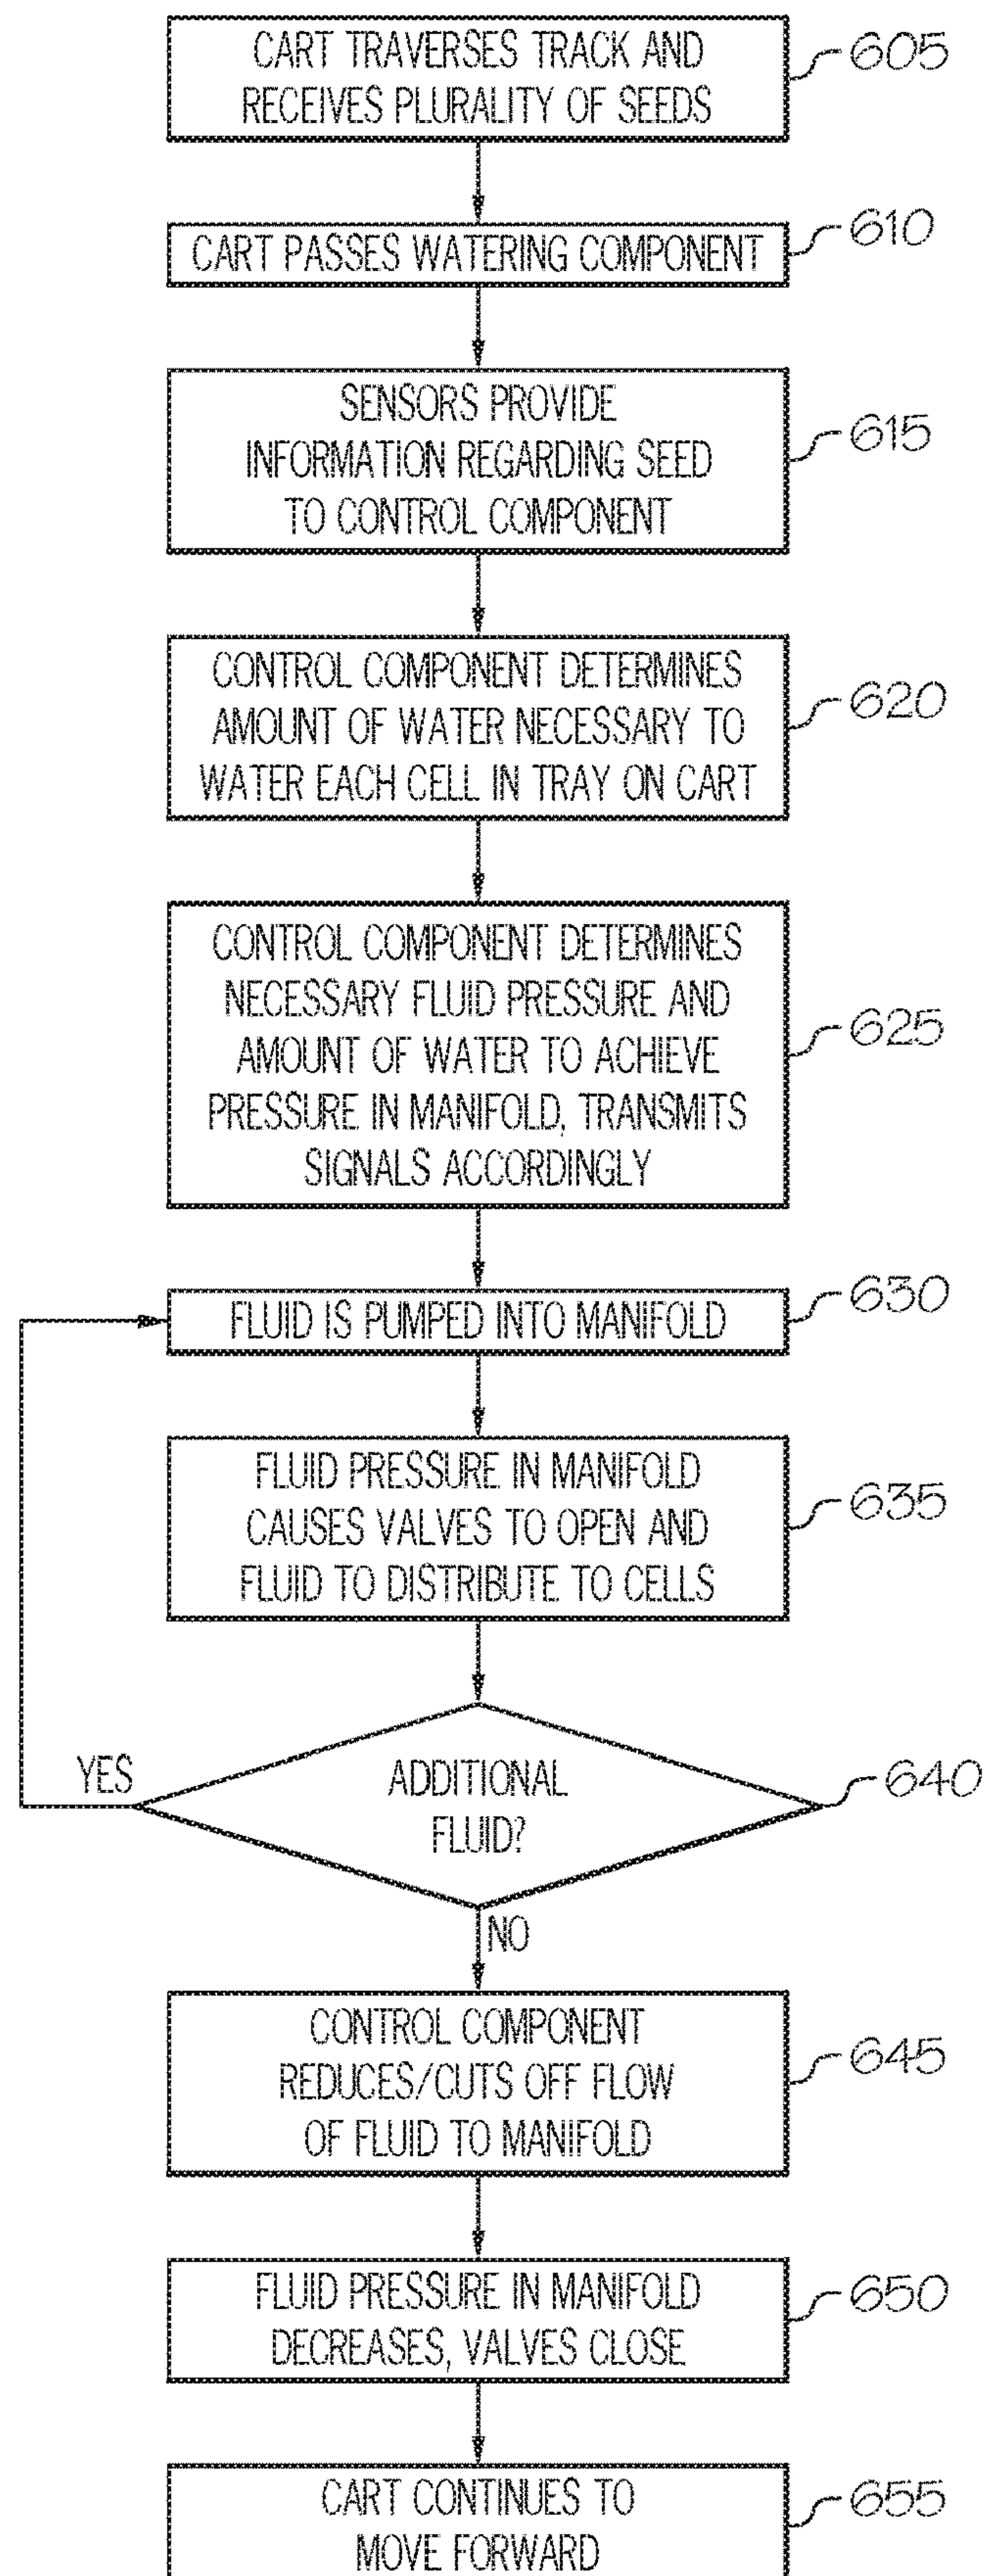 CART TRAVERSES TRACK AND
RECEIVES PLURALITY OF SEEDS
605
CART PASSES WATERING COMPONENT
610
SENSORS PROVIDE
INFORMATION REGARDING SEED
TO CONTROL COMPONENT
615
CONTROL COMPONENT DETERMINES
AMOUNT OF WATER NECESSARY TO
WATER EACH CELL IN TRAY ON CART
620
CONTROL COMPONENT DETERMINES
NECESSARY FLUID PRESSURE AND
AMOUNT OF WATER TO ACHIEVE
PRESSURE IN MANIFOLD, TRANSMITS
SIGNALS ACCORDINGLY
625
FLUID IS PUMPED INTO MANIFOLD
630
FLUID PRESSURE IN MANIFOLD
CAUSES VALVES TO OPEN AND
FLUID TO DISTRIBUTE TO CELLS
635
YES
ADDITIONAL
FLUID?
640
NO
CONTROL COMPONENT
REDUCES/CUTS OFF FLOW
OF FLUID TO MANIFOLD
645
FLUID PRESSURE IN MANIFOLD
DECREASES, VALVES CLOSE
650
CART CONTINUES TO
MOVE FORWARD
655